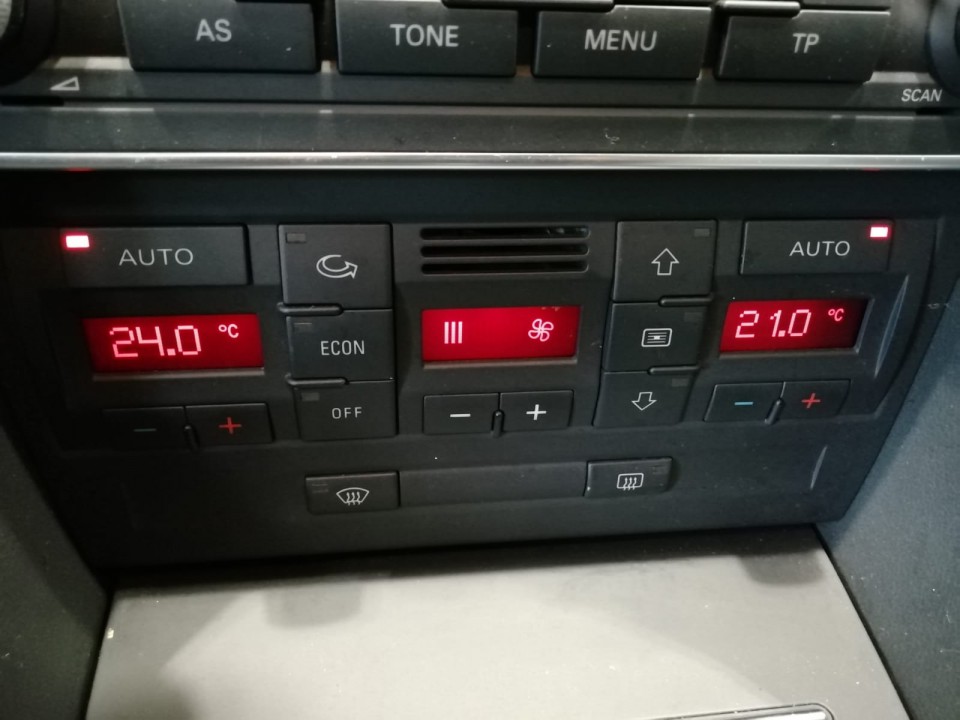 AS TONE MENU TP
SCAN
AUTO AUTO
24.0 °C 21.0 °C
ECON
OFF
− + − + − +